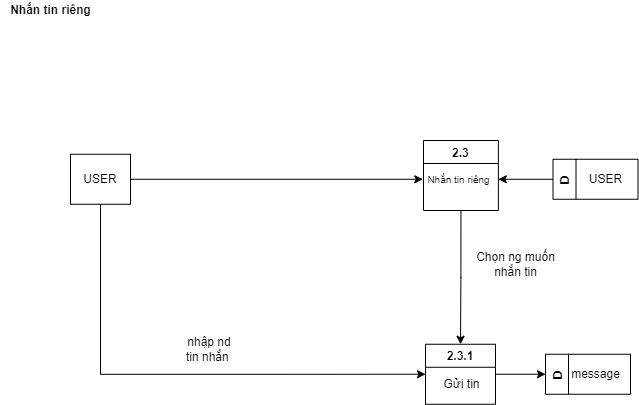 Nhắn tin riêng
2.3
USER
Nhắn tin riêng
D
USER
Chọn ng muốn
nhắn tin
nhập nd
tin nhắn
2.3.1
Gửi tin
D
message